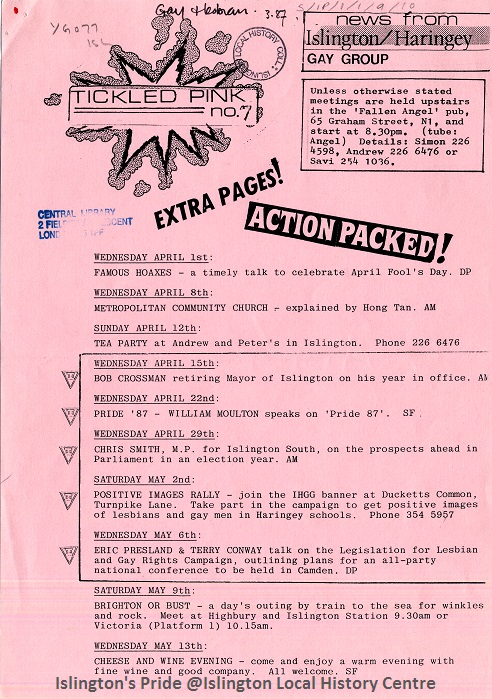 Gay Hesbian. 3.87
YG077
ISL
S/IP/1/1/9/10
LOCAL HISTORY COLL.
news from
Islington/Haringey
GAY GROUP
TICKLED PINK
no.7
Unless otherwise stated
meetings are held upstairs
in the 'Fallen Angel' pub,
65 Graham Street, N1, and
start at 8.30pm. (tube:
Angel) Details: Simon 226
4598, Andrew 226 6476 or
Savi 254 1036.
EXTRA PAGES!
ACTION PACKED!
CENTRAL LIBRARY
2 FIEL
LON
WEDNESDAY APRIL 1st:
FAMOUS HOAXES - a timely talk to celebrate April Fool's Day. DP
WEDNESDAY APRIL 8th:
METROPOLITAN COMMUNITY CHURCH - explained by Hong Tan. AM
SUNDAY APRIL 12th:
TEA PARTY at Andrew and Peter's in Islington. Phone 226 6476
WEDNESDAY APRIL 15th:
BOB CROSSMAN retiring Mayor of Islington on his year in office. AM
WEDNESDAY APRIL 22nd:
PRIDE '87 - WILLIAM MOULTON speaks on 'Pride 87'. SF
WEDNESDAY APRIL 29th:
CHRIS SMITH, M.P. for Islington South, on the prospects ahead in
Parliament in an election year. AM
SATURDAY MAY 2nd:
POSITIVE IMAGES RALLY - join the IHGG banner at Ducketts Common,
Turnpike Lane. Take part in the campaign to get positive images
of lesbians and gay men in Haringey schools. Phone 354 5957
WEDNESDAY MAY 6th:
ERIC PRESLAND & TERRY CONWAY talk on the Legislation for Lesbian
and Gay Rights Campaign, outlining plans for an all-party
national conference to be held in Camden. DP
SATURDAY MAY 9th:
BRIGHTON OR BUST - a day's outing by train to the sea for winkles
and rock. Meet at Highbury and Islington Station 9.30am or
Victoria (Platform 1) 10.15am.
WEDNESDAY MAY 13th:
CHEESE AND WINE EVENING - come and enjoy a warm evening with
fine wine and good company. All welcome. SF
Islington's Pride @Islington Local History Centre